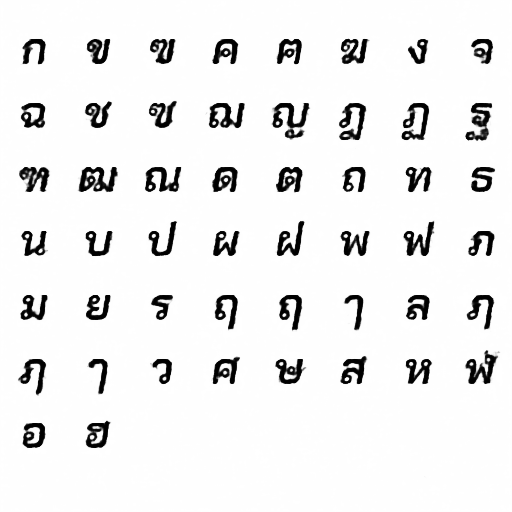 ก ข ฃ ค ฅ ฆ ง จ
ฉ ช ซ ฌ ญ ฎ ฏ ฐ
ฑ ฒ ณ ด ต ถ ท ธ
น บ ป ผ ฝ พ ฟ ภ
ม ย ร ฤ ฤ ๅ ล ฦ
ฦ ๅ ว ศ ษ ส ห ฬ
อ ฮ